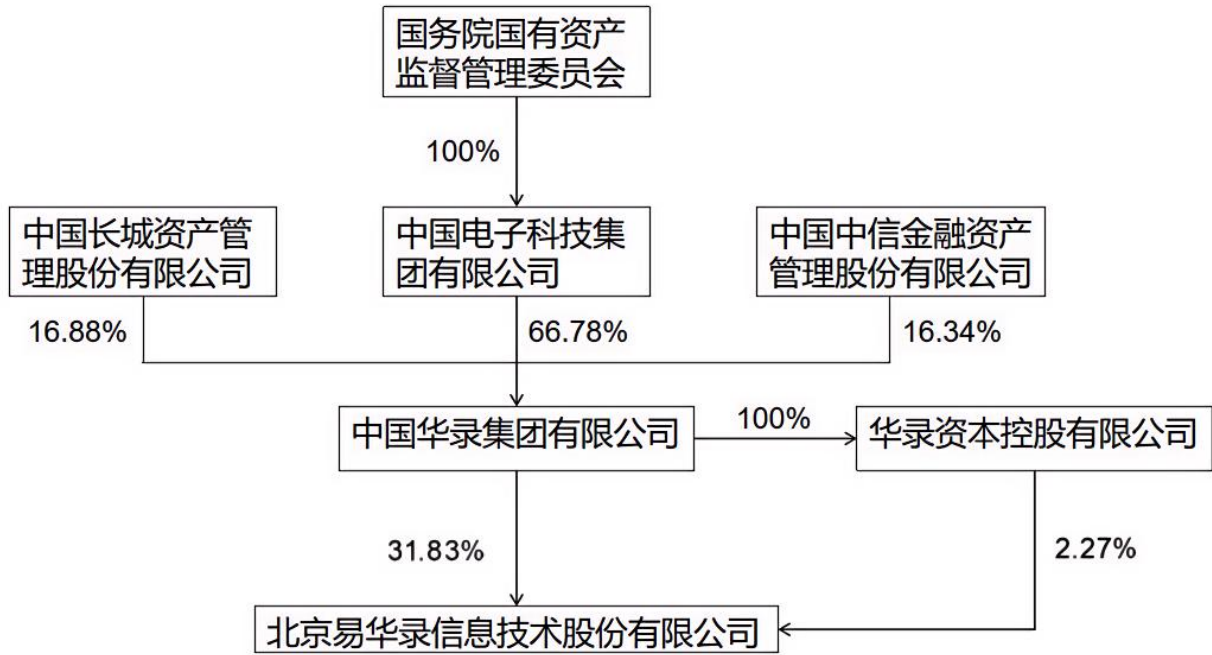 国务院国有资产
监督管理委员会
100%
中国长城资产管
理股份有限公司
中国电子科技集
团有限公司
中国中信金融资产
管理股份有限公司
16.88%
66.78%
16.34%
中国华录集团有限公司
100%
华录资本控股有限公司
31.83%
2.27%
北京易华录信息技术股份有限公司